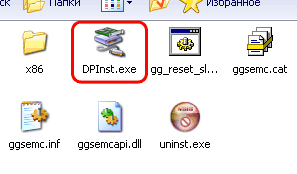 Папки
Избранное
x86
DPInst.exe
gg_reset_sl...
ggsemc.cat
ggsemc.inf
ggsemcapi.dll
uninst.exe